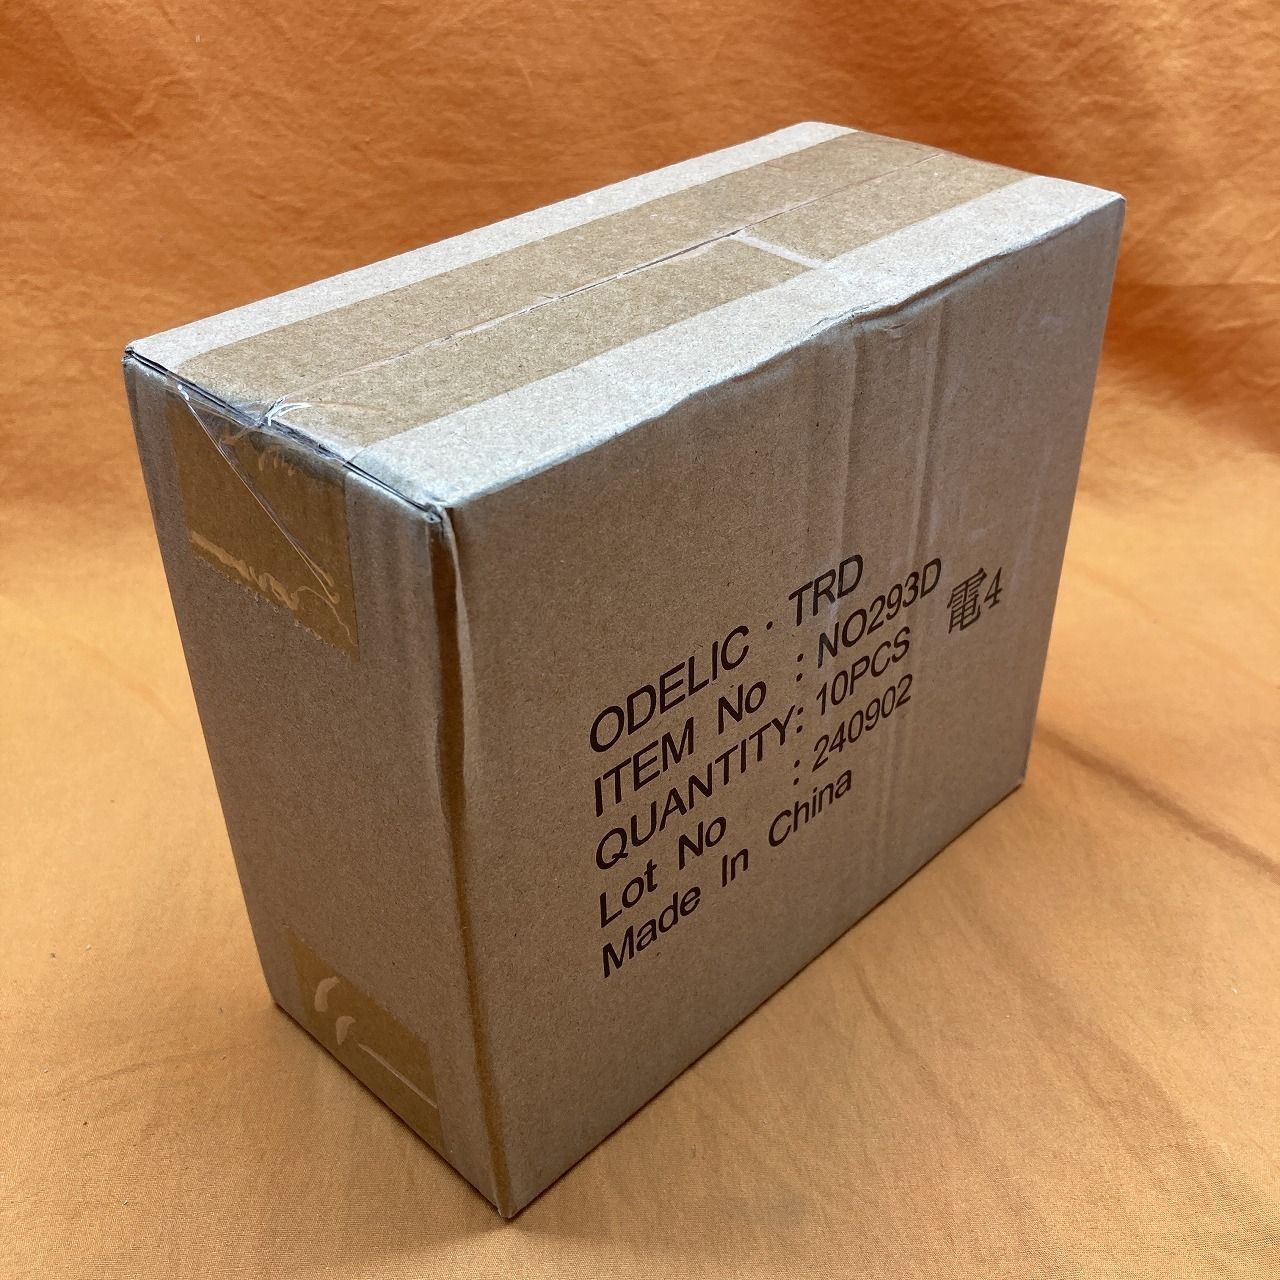 ODELIC・TRD
ITEM No : NO293D
QUANTITY: 10PCS 電4
Lot No : 240902
Made In China